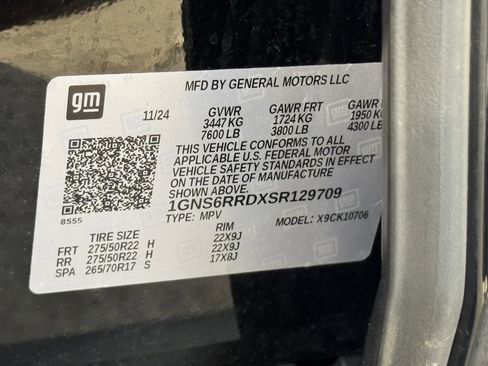 gm
MFD BY GENERAL MOTORS LLC
11/24 GVWR GAWR FRT GAWR
3447 KG 1724 KG 1950 KG
7600 LB 3800 LB 4300 LB
THIS VEHICLE CONFORMS TO ALL
APPLICABLE U.S. FEDERAL MOTOR
VEHICLE SAFETY STANDARDS IN EFFECT
ON THE DATE OF MANUFACTURE
SHOWN ABOVE.
1GNS6RRDXSR129709
8555
TYPE: MPV MODEL: X9CK10706
TIRE SIZE RIM
FRT 275/50R22 H 22X9J
RR 275/50R22 H 22X9J
SPA 265/70R17 S 17X8J